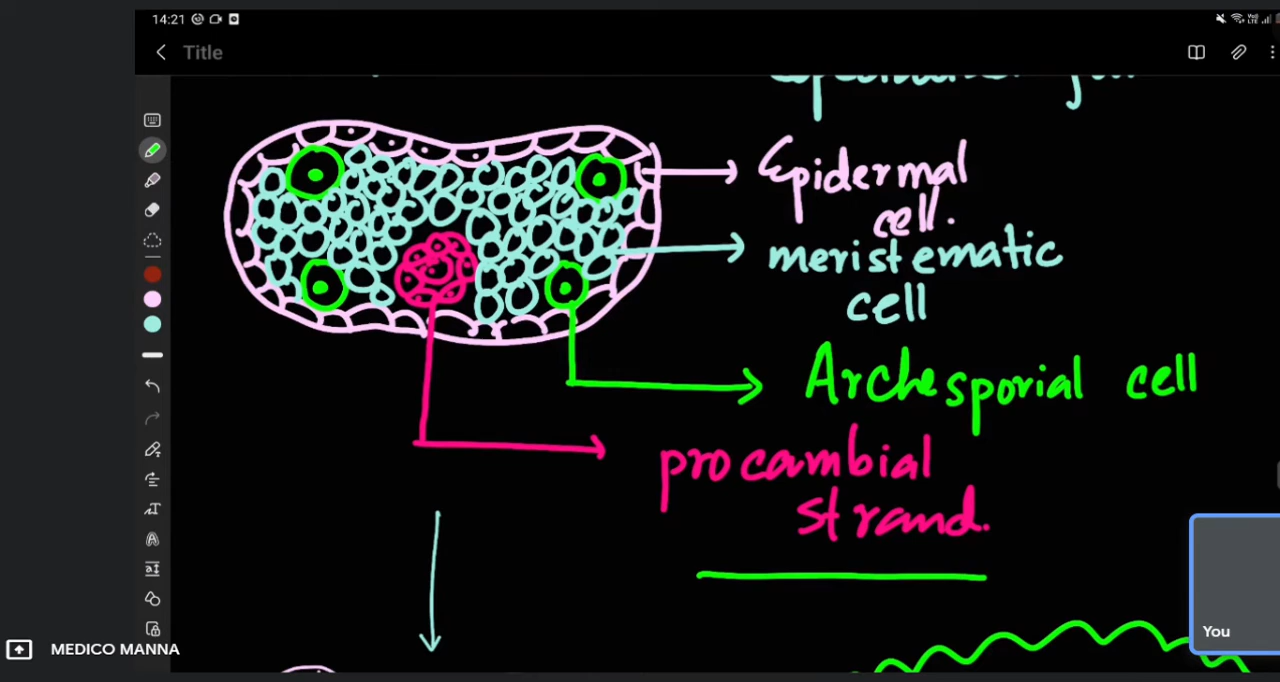 14:21
Title
Epidermal
cell.
meristematic
cell
Archesporial cell
procambial
strand.
You
MEDICO MANNA